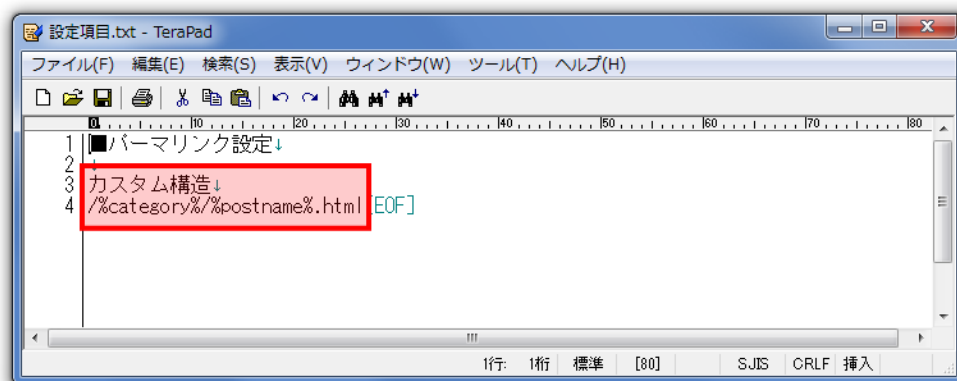 設定項目.txt - TeraPad
ファイル(F) 編集(E) 検索(S) 表示(V) ウィンドウ(W) ツール(T) ヘルプ(H)
0 10 20 30 40 50 60 70 80
1 ■パーマリンク設定↓
2 ↓
3 カスタム構造↓
4 /%category%/%postname%.html[EOF]
1行: 1桁 標準 [80] SJIS CRLF 挿入